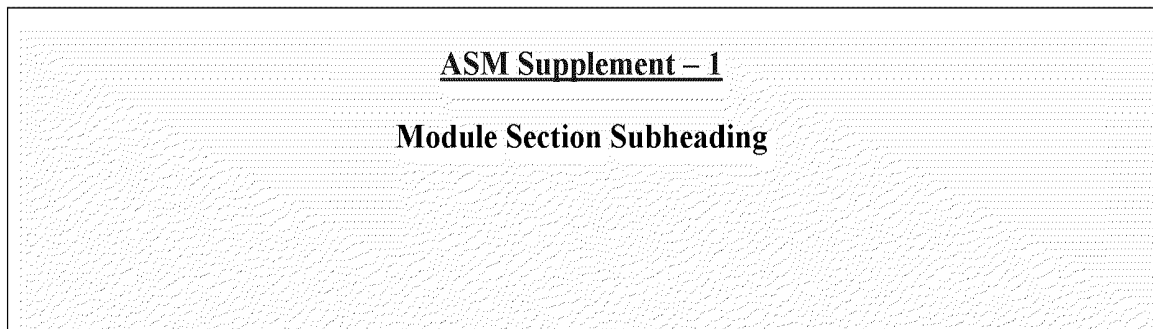 ASM Supplement – 1
Module Section Subheading